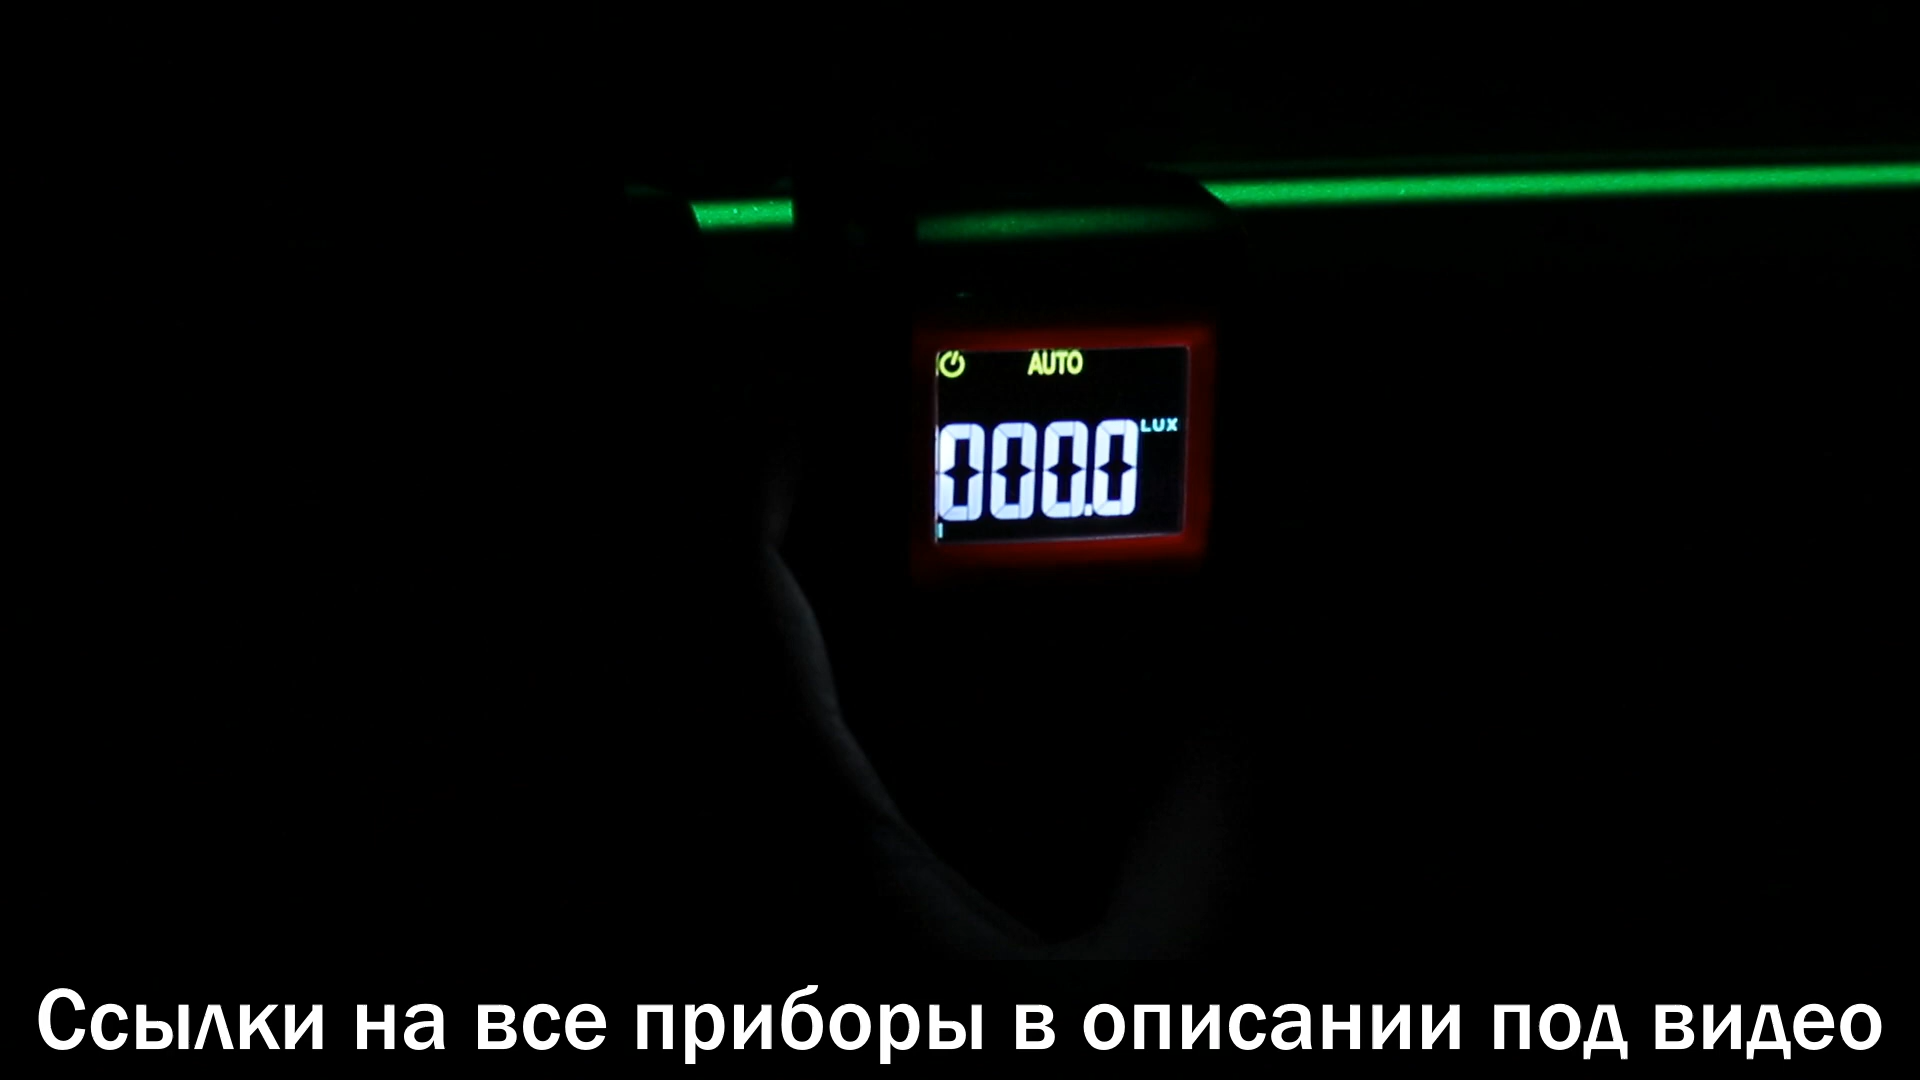 AUTO
000.0 LUX
Ссылки на все приборы в описании под видео